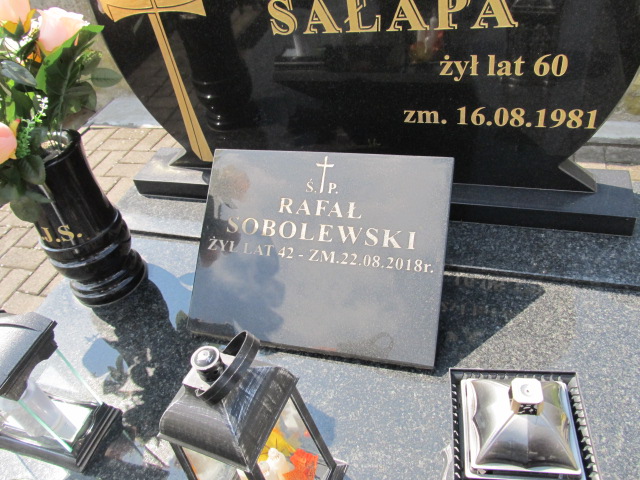 SAŁAPA
żył lat 60
zm. 16.08.1981
Ś. P.
RAFAŁ
SOBOLEWSKI
ŻYŁ LAT 42 - ZM.22.08.2018r.
J.S.